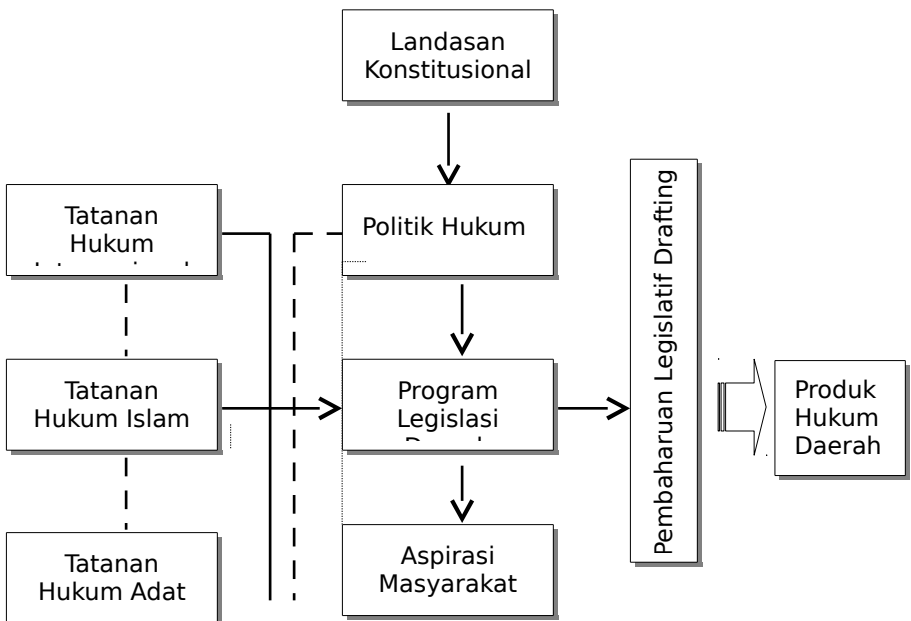 Landasan
Konstitusional
Tatanan
Hukum
Politik Hukum
Tatanan
Hukum Islam
Program
Legislasi
Tatanan
Hukum Adat
Aspirasi
Masyarakat
Pembaharuan Legislatif Drafting
Produk
Hukum
Daerah